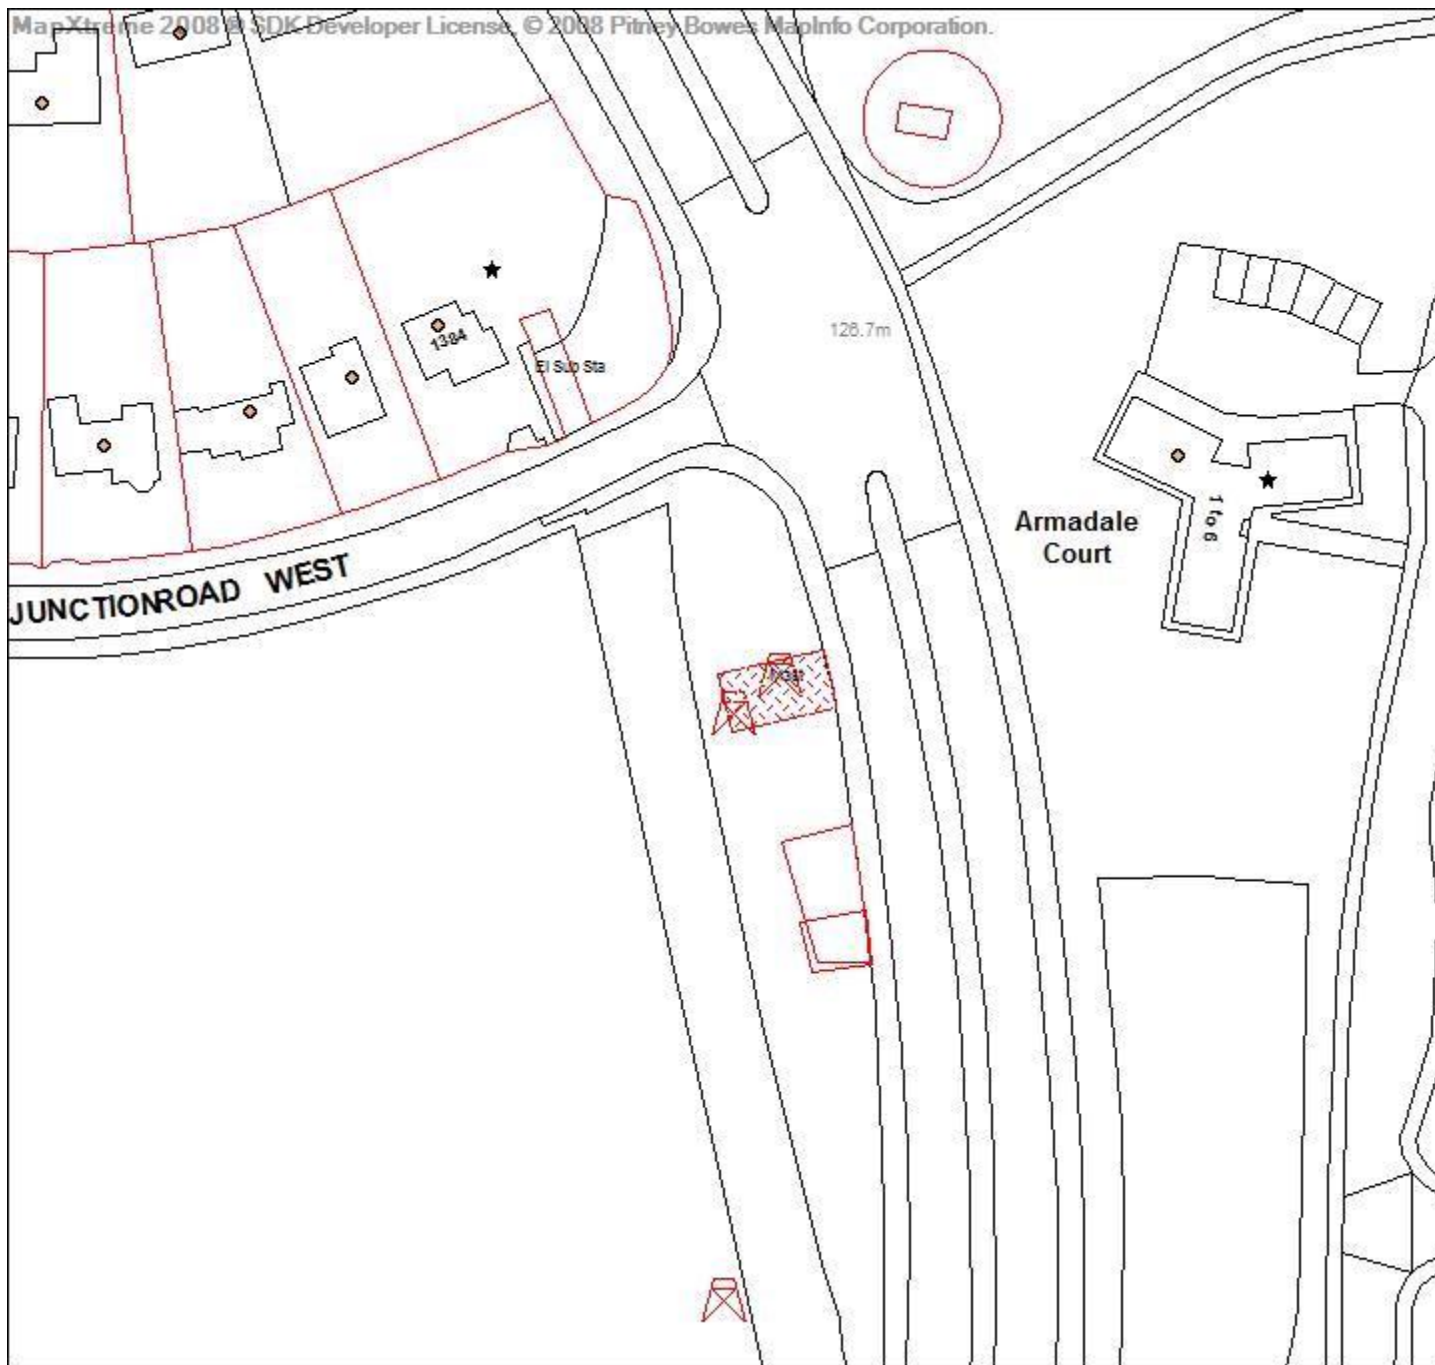 MapXtreme 2008 ® SDK Developer License, © 2008 Pitney Bowes MapInfo Corporation.
1384
El Sub Sta
128.7m
Armadale
Court
1 to 6
JUNCTIONROAD WEST
Mast